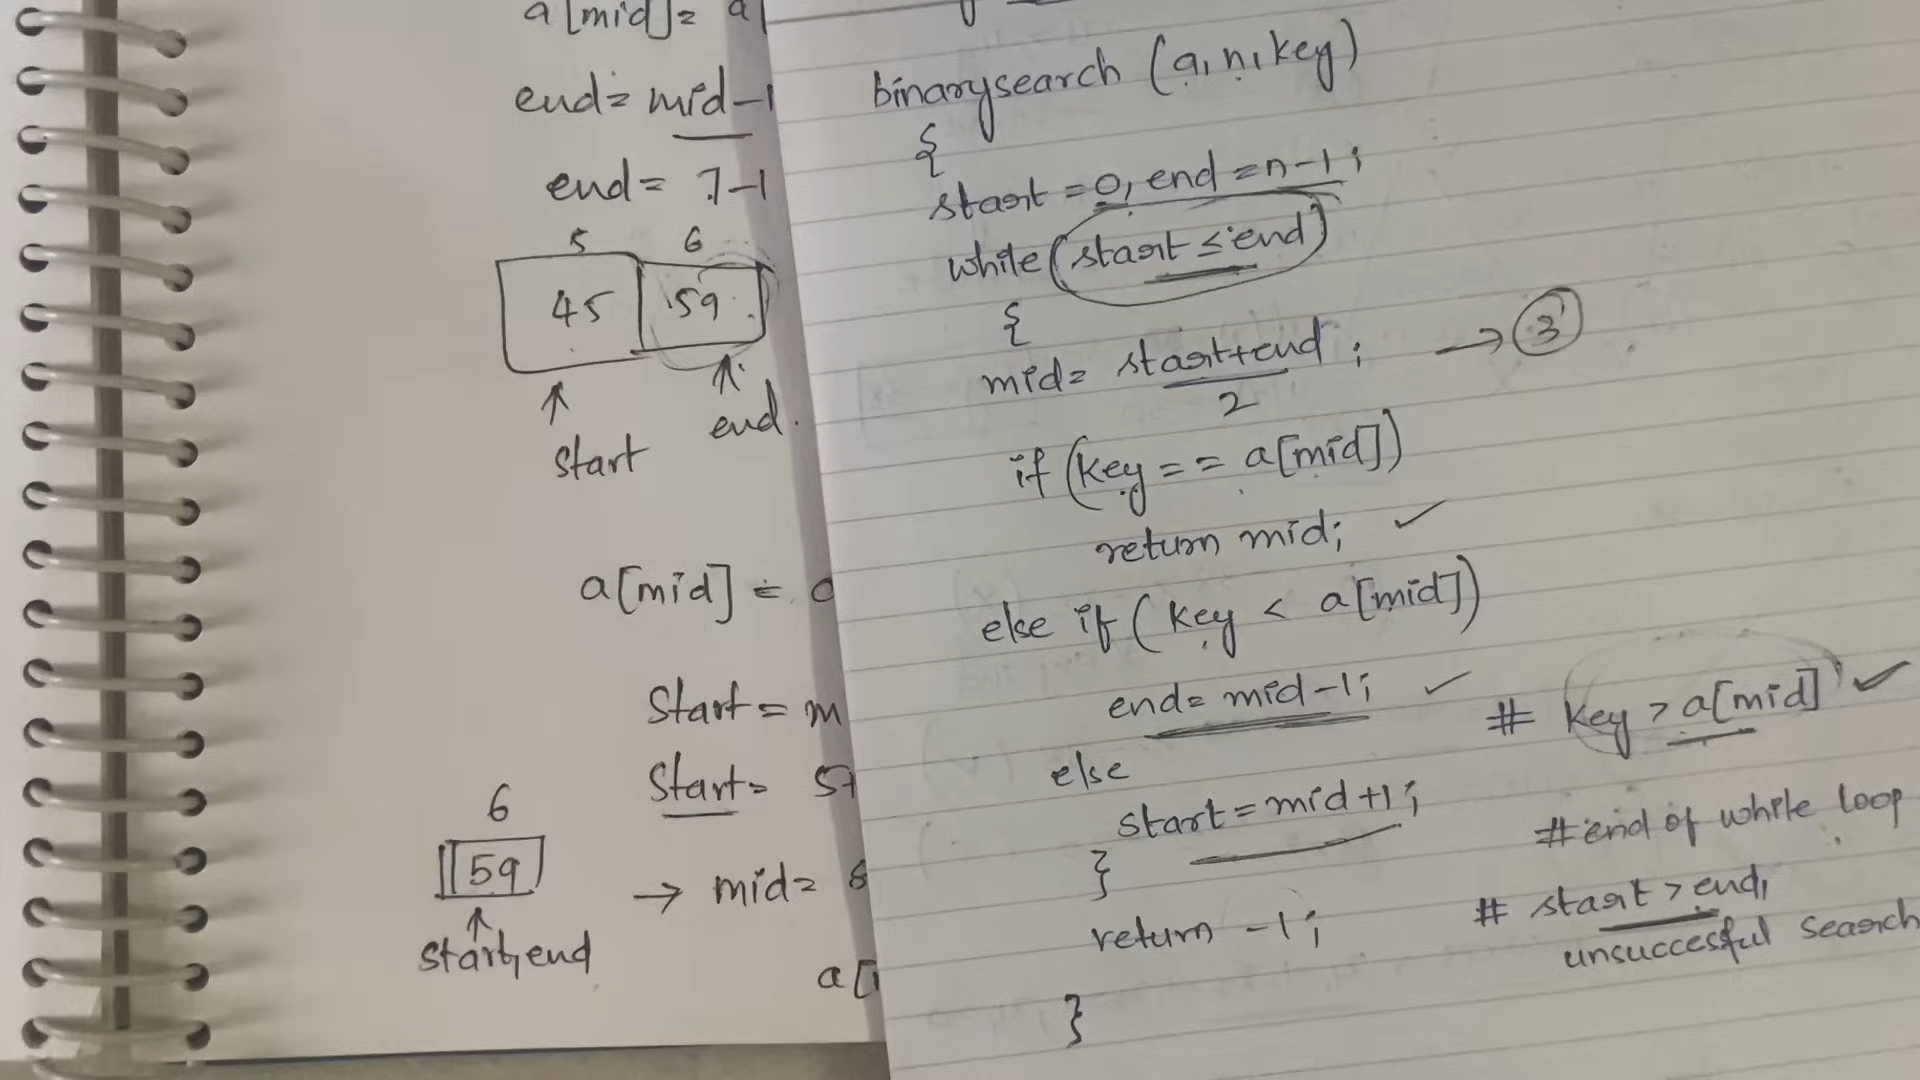 a[mid]= a
end= mid-1
end= 7-1
5 6
45 59
start end.
a[mid] =
Start = m
Start=
6
59
start,end
→ mid=
a[
binarysearch (a,n,key)
{
start = 0, end = n-1;
while (start ≤ end)
{
mid= start+end ; → 3
2
if (key == a[mid])
return mid; ✓
else if ( key < a[mid])
end= mid-1; ✓
# key > a[mid] ✓
else
start = mid+1;
#end of while loop
}
# start > end,
return -1;
unsuccesful search
}